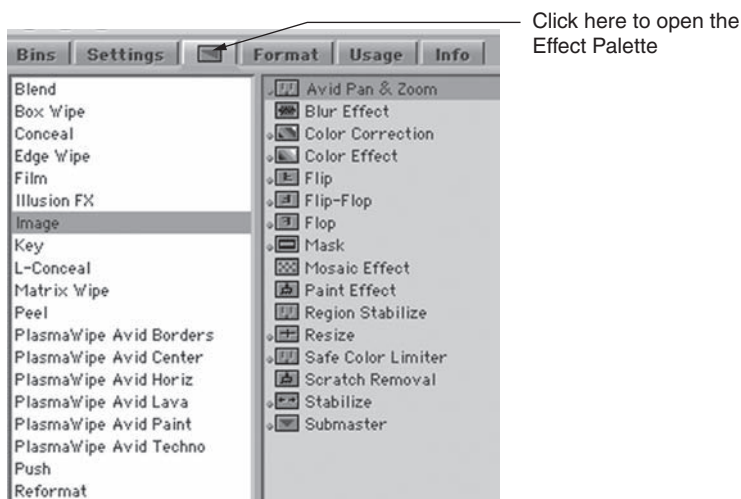 Click here to open the
Effect Palette
Bins Settings Format Usage Info
Blend
Box Wipe
Conceal
Edge Wipe
Film
Illusion FX
Image
Key
L-Conceal
Matrix Wipe
Peel
PlasmaWipe Avid Borders
PlasmaWipe Avid Center
PlasmaWipe Avid Horiz
PlasmaWipe Avid Lava
PlasmaWipe Avid Paint
PlasmaWipe Avid Techno
Push
Reformat
Avid Pan & Zoom
Blur Effect
Color Correction
Color Effect
Flip
Flip-Flop
Flop
Mask
Mosaic Effect
Paint Effect
Region Stabilize
Resize
Safe Color Limiter
Scratch Removal
Stabilize
Submaster